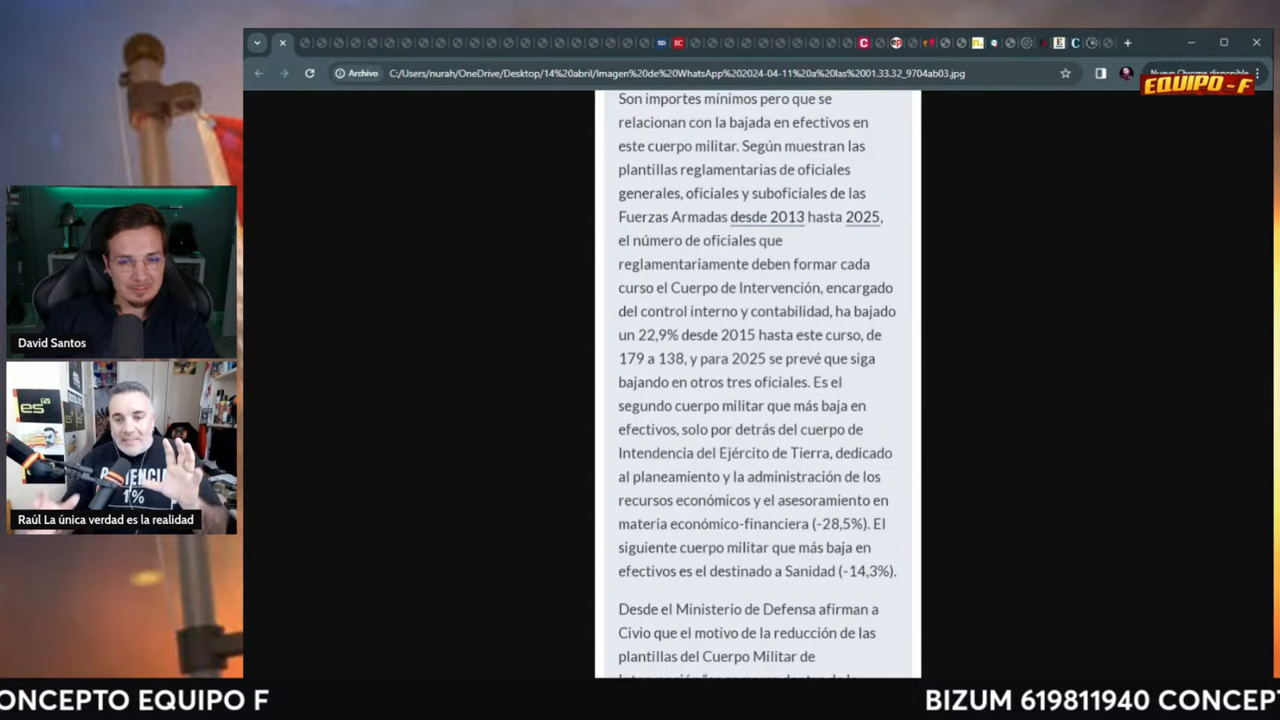 Archivo
C:/Users/nurah/OneDrive/Desktop/14%20abril/Imagen%20de%20WhatsApp%202024-04-11%20a%20las%2001.33.32_9704ab03.jpg
Nuevo Chrome disponible
EQUIPO-F
Son importes mínimos pero que se
relacionan con la bajada en efectivos en
este cuerpo militar. Según muestran las
plantillas reglamentarias de oficiales
generales, oficiales y suboficiales de las
Fuerzas Armadas desde 2013 hasta 2025,
el número de oficiales que
reglamentariamente deben formar cada
curso el Cuerpo de Intervención, encargado
del control interno y contabilidad, ha bajado
un 22,9% desde 2015 hasta este curso, de
179 a 138, y para 2025 se prevé que siga
bajando en otros tres oficiales. Es el
segundo cuerpo militar que más baja en
efectivos, solo por detrás del cuerpo de
Intendencia del Ejército de Tierra, dedicado
al planeamiento y la administración de los
recursos económicos y el asesoramiento en
materia económico-financiera (-28,5%). El
siguiente cuerpo militar que más baja en
efectivos es el destinado a Sanidad (-14,3%).
Desde el Ministerio de Defensa afirman a
Civio que el motivo de la reducción de las
plantillas del Cuerpo Militar de
David Santos
es
1%
Raúl La única verdad es la realidad
ONCEPTO EQUIPO F
BIZUM 619811940 CONCEPT